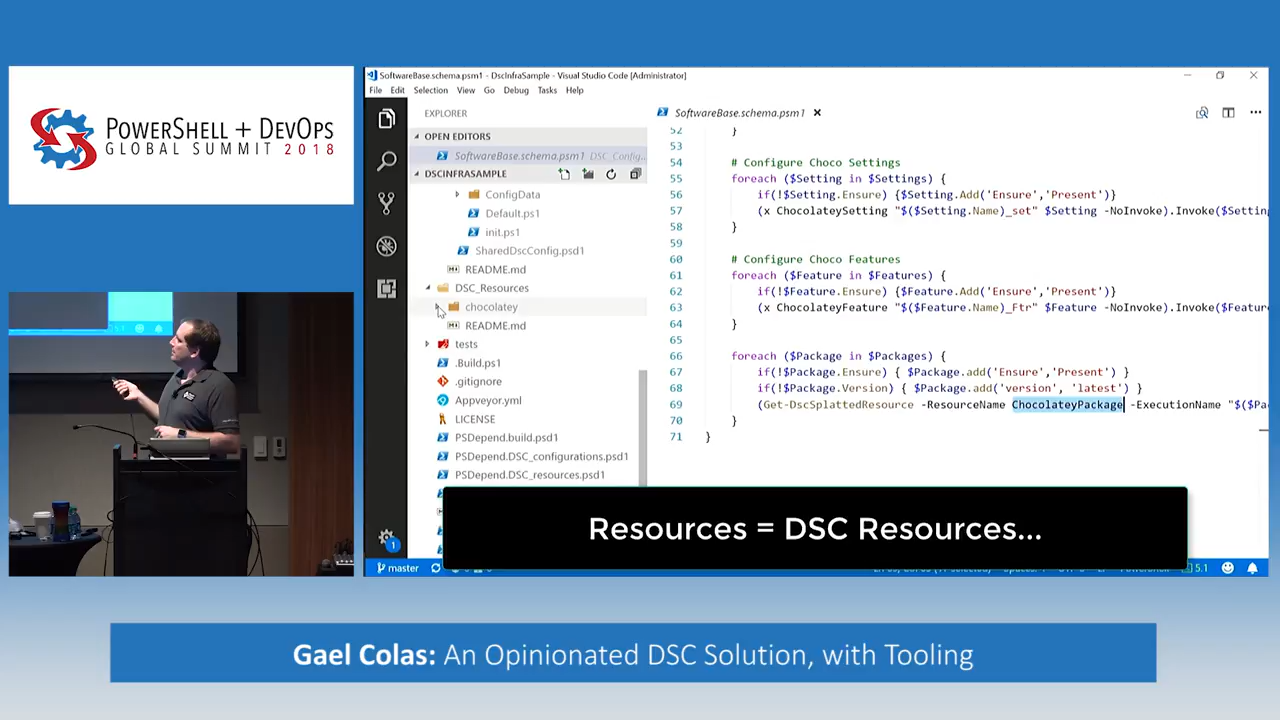 POWERSHELL + DEVOPS
GLOBAL SUMMIT 2018
SoftwareBase.schema.psm1 - DscInfraSample - Visual Studio Code [Administrator]
File Edit Selection View Go Debug Tasks Help
EXPLORER
OPEN EDITORS
SoftwareBase.schema.psm1 DSC_Config...
DSCINFRASAMPLE
ConfigData
Default.ps1
init.ps1
SharedDscConfig.psd1
README.md
DSC_Resources
chocolatey
README.md
tests
.Build.ps1
.gitignore
Appveyor.yml
LICENSE
PSDepend.build.psd1
PSDepend.DSC_configurations.psd1
PSDepend.DSC_resources.psd1
1
master
SoftwareBase.schema.psm1
52 }
53
54 # Configure Choco Settings
55 foreach ($Setting in $Settings) {
56 if(!$Setting.Ensure) {$Setting.Add('Ensure','Present')}
57 (x ChocolateySetting "$($Setting.Name)_set" $Setting -NoInvoke).Invoke($Setting
58 }
59
60 # Configure Choco Features
61 foreach ($Feature in $Features) {
62 if(!$Feature.Ensure) {$Feature.Add('Ensure','Present')}
63 (x ChocolateyFeature "$($Feature.Name)_Ftr" $Feature -NoInvoke).Invoke($Feature
64 }
65
66 foreach ($Package in $Packages) {
67 if(!$Package.Ensure) { $Package.add('Ensure','Present') }
68 if(!$Package.Version) { $Package.add('version', 'latest') }
69 (Get-DscSplattedResource -ResourceName ChocolateyPackage -ExecutionName "$($Pa
70 }
71 }
5.1
Resources = DSC Resources...
Gael Colas: An Opinionated DSC Solution, with Tooling